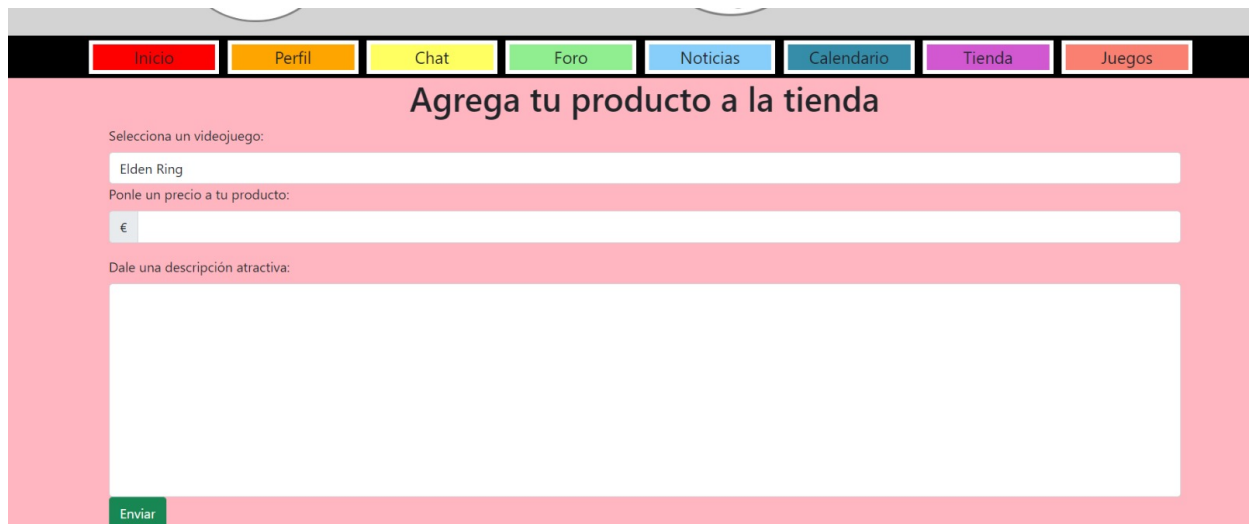 Inicio Perfil Chat Foro Noticias Calendario Tienda Juegos
Agrega tu producto a la tienda
Selecciona un videojuego:
Elden Ring
Ponle un precio a tu producto:
€
Dale una descripción atractiva:
Enviar